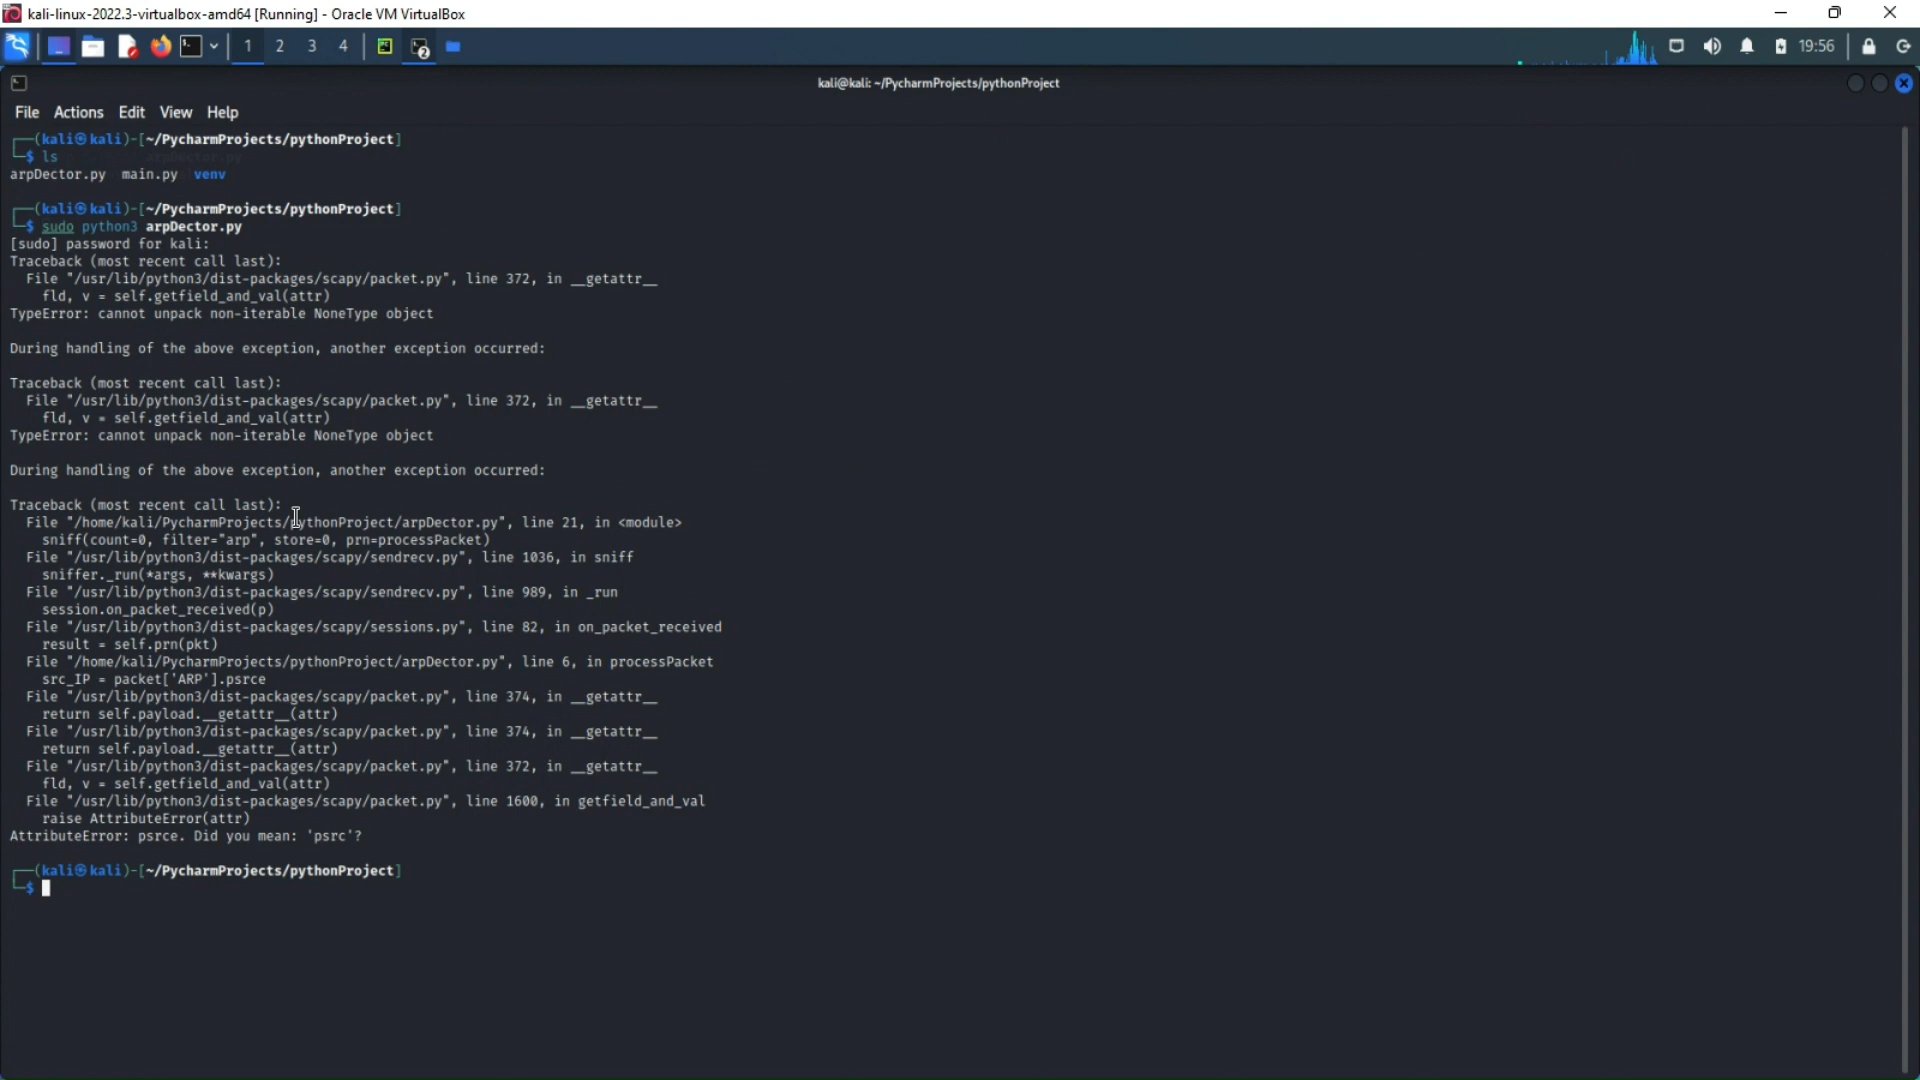 kali-linux-2022.3-virtualbox-amd64 [Running] - Oracle VM VirtualBox
1 2 3 4 2 19:56
kali@kali: ~/PycharmProjects/pythonProject
File Actions Edit View Help
(kali㉿kali)-[~/PycharmProjects/pythonProject]
$ ls
arpDector.py main.py venv
(kali㉿kali)-[~/PycharmProjects/pythonProject]
$ sudo python3 arpDector.py
[sudo] password for kali:
Traceback (most recent call last):
File "/usr/lib/python3/dist-packages/scapy/packet.py", line 372, in __getattr__
fld, v = self.getfield_and_val(attr)
TypeError: cannot unpack non-iterable NoneType object
During handling of the above exception, another exception occurred:
Traceback (most recent call last):
File "/usr/lib/python3/dist-packages/scapy/packet.py", line 372, in __getattr__
fld, v = self.getfield_and_val(attr)
TypeError: cannot unpack non-iterable NoneType object
During handling of the above exception, another exception occurred:
Traceback (most recent call last):
File "/home/kali/PycharmProjects/pythonProject/arpDector.py", line 21, in <module>
sniff(count=0, filter="arp", store=0, prn=processPacket)
File "/usr/lib/python3/dist-packages/scapy/sendrecv.py", line 1036, in sniff
sniffer._run(*args, **kwargs)
File "/usr/lib/python3/dist-packages/scapy/sendrecv.py", line 989, in _run
session.on_packet_received(p)
File "/usr/lib/python3/dist-packages/scapy/sessions.py", line 82, in on_packet_received
result = self.prn(pkt)
File "/home/kali/PycharmProjects/pythonProject/arpDector.py", line 6, in processPacket
src_IP = packet['ARP'].psrce
File "/usr/lib/python3/dist-packages/scapy/packet.py", line 374, in __getattr__
return self.payload.__getattr__(attr)
File "/usr/lib/python3/dist-packages/scapy/packet.py", line 374, in __getattr__
return self.payload.__getattr__(attr)
File "/usr/lib/python3/dist-packages/scapy/packet.py", line 372, in __getattr__
fld, v = self.getfield_and_val(attr)
File "/usr/lib/python3/dist-packages/scapy/packet.py", line 1600, in getfield_and_val
raise AttributeError(attr)
AttributeError: psrce. Did you mean: 'psrc'?
(kali㉿kali)-[~/PycharmProjects/pythonProject]
$